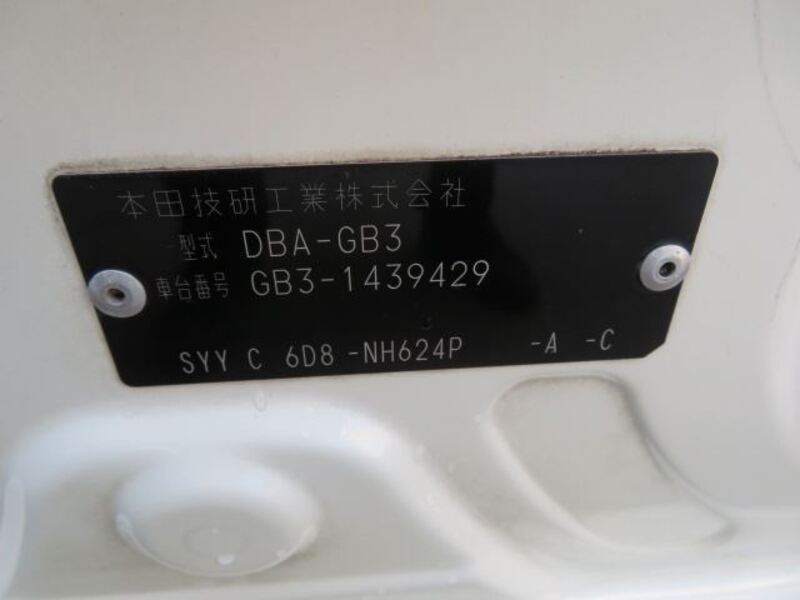 本田技研工業株式会社
型式 DBA-GB3
車台番号 GB3-1439429
SYY C 6D8 -NH624P -A -C